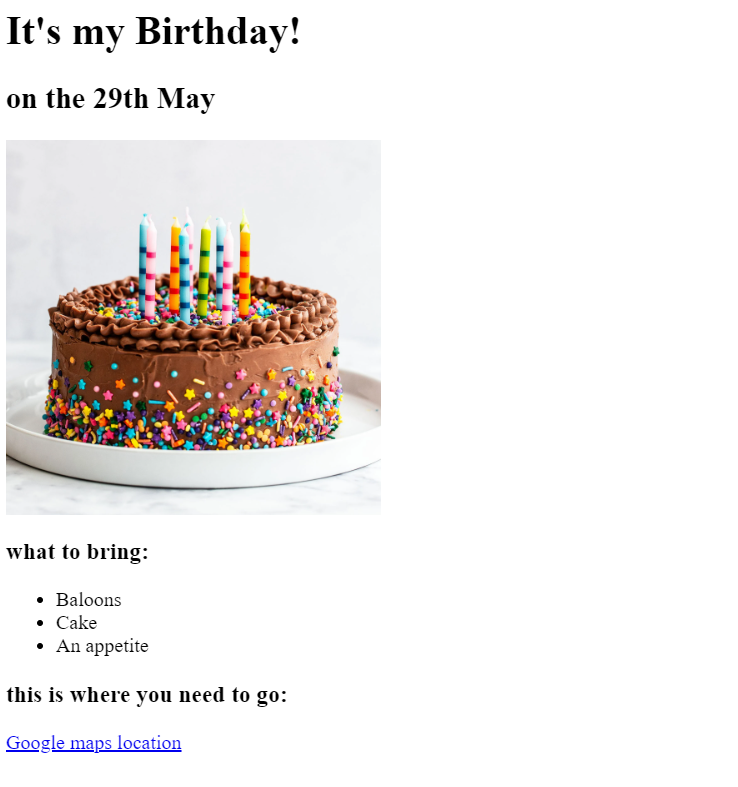 It's my Birthday!
on the 29th May
what to bring:
Baloons
Cake
An appetite
this is where you need to go:
Google maps location